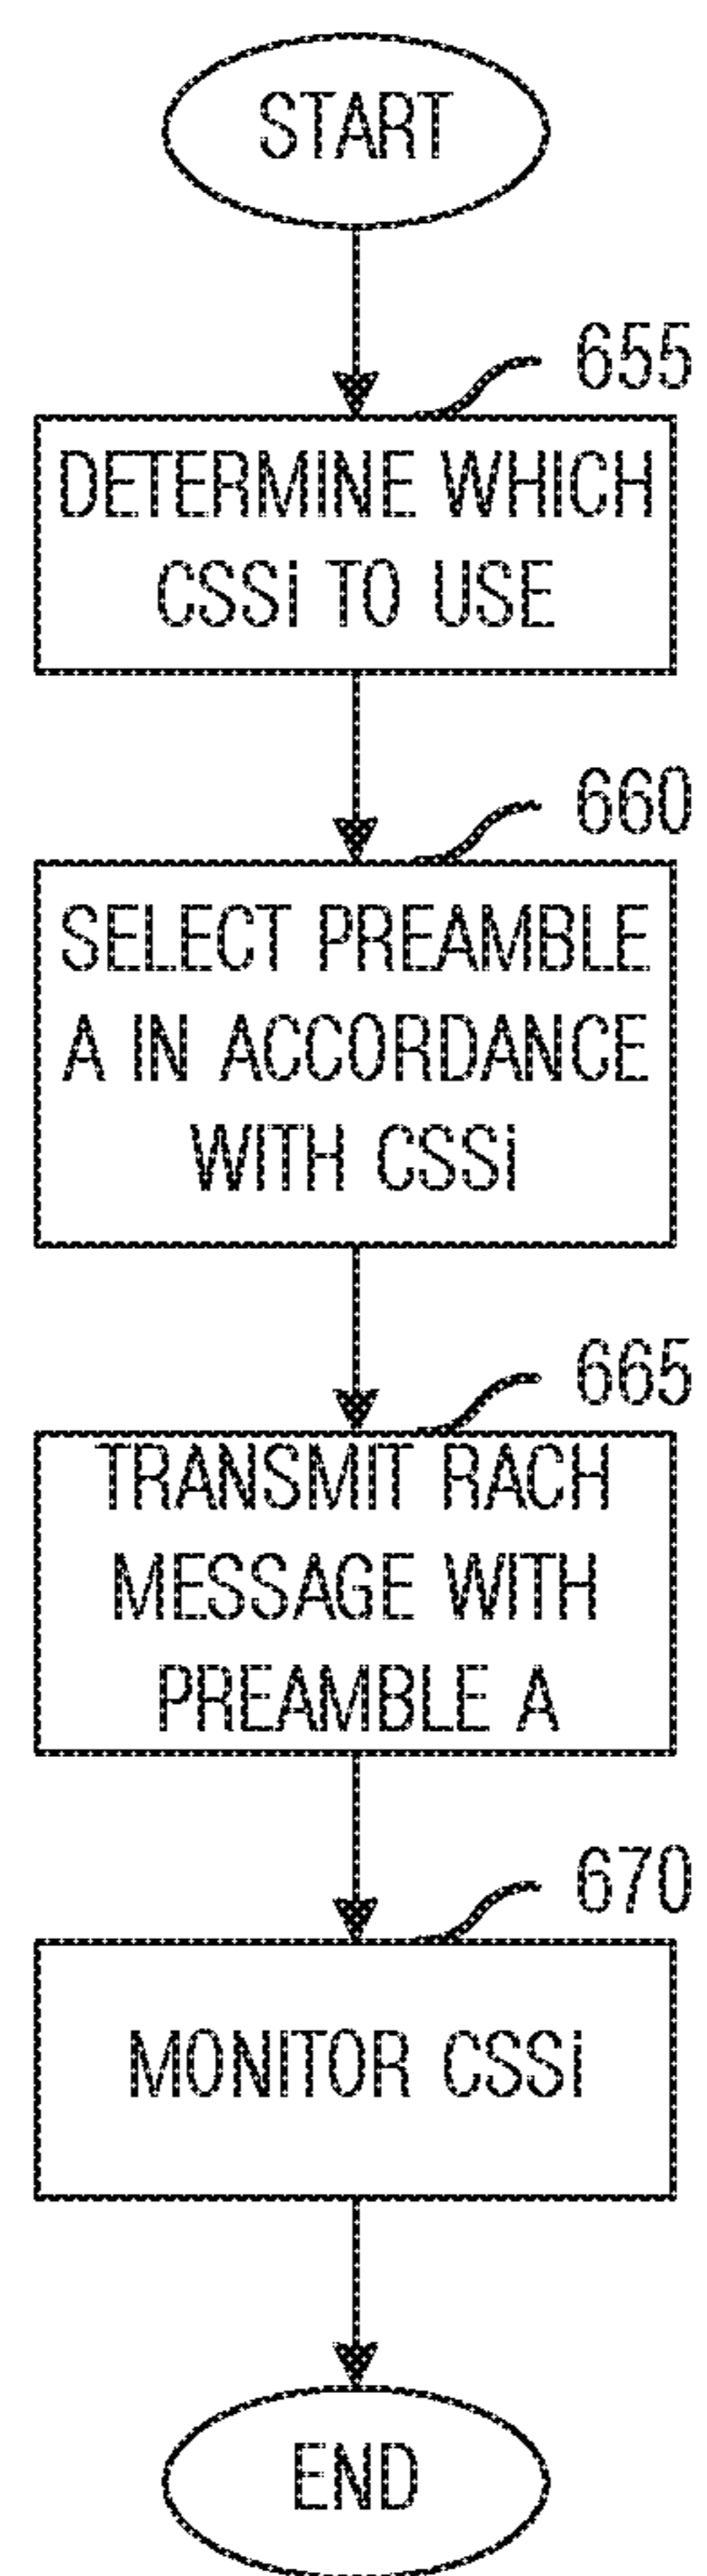 START
655
DETERMINE WHICH
CSSi TO USE
660
SELECT PREAMBLE
A IN ACCORDANCE
WITH CSSi
665
TRANSMIT RACH
MESSAGE WITH
PREAMBLE A
670
MONITOR CSSi
END